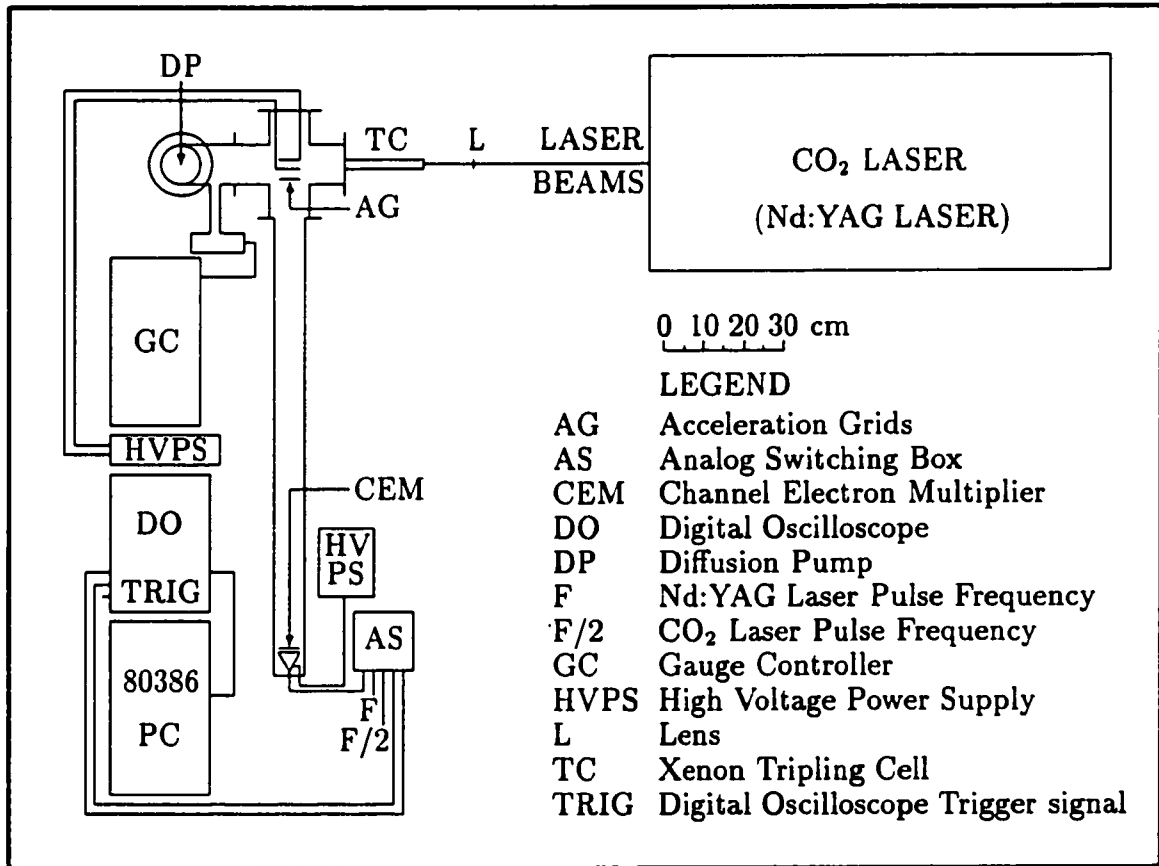 DP
TC
L
LASER
BEAMS
CO₂ LASER
(Nd:YAG LASER)
AG
GC
0 10 20 30 cm
HVPS
CEM
DO
TRIG
HV
PS
AS
80386
PC
F
F/2
LEGEND
AG Acceleration Grids
AS Analog Switching Box
CEM Channel Electron Multiplier
DO Digital Oscilloscope
DP Diffusion Pump
F Nd:YAG Laser Pulse Frequency
F/2 CO₂ Laser Pulse Frequency
GC Gauge Controller
HVPS High Voltage Power Supply
L Lens
TC Xenon Tripling Cell
TRIG Digital Oscilloscope Trigger signal